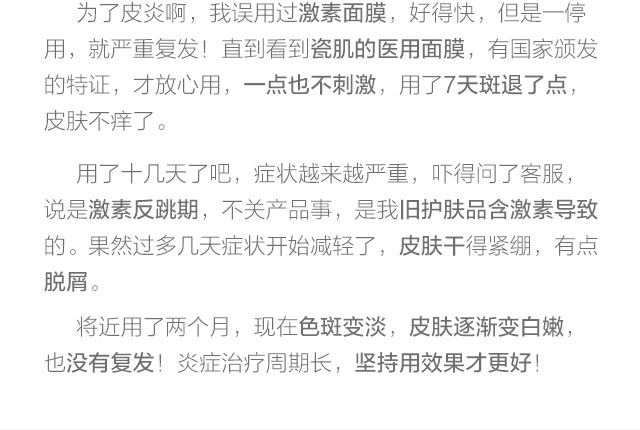 为了皮炎啊，我误用过激素面膜，好得快，但是一停
用，就严重复发！直到看到瓷肌的医用面膜，有国家颁发
的特证，才放心用，一点也不刺激，用了7天斑退了点，
皮肤不痒了。
用了十几天了吧，症状越来越严重，吓得问了客服，
说是激素反跳期，不关产品事，是我旧护肤品含激素导致
的。果然过多几天症状开始减轻了，皮肤干得紧绷，有点
脱屑。
将近用了两个月，现在色斑变淡，皮肤逐渐变白嫩，
也没有复发！炎症治疗周期长，坚持用效果才更好！